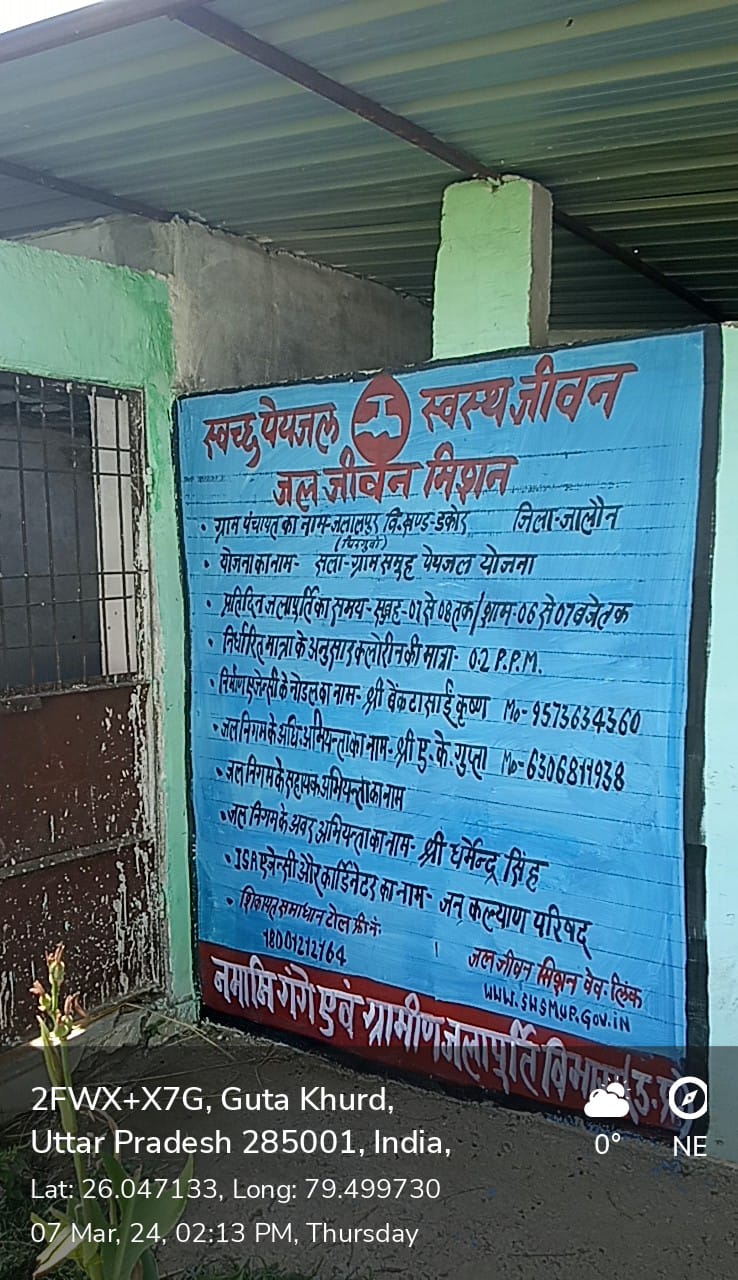 स्वच्छ पेयजल स्वस्थ जीवन
जल जीवन मिशन
• ग्राम पंचायत का नाम-जलालपुर वि.खण्ड-डकोर जिला-जालौन
• योजना का नाम- सला-ग्राम समूह पेयजल योजना
• प्रतिदिन जलापूर्ति का समय- सुबह-07 से 08 तक/शाम-06 से 07 बजे तक
• निर्धारित मात्रा के अनुसार क्लोरीन की मात्रा- 0.2 P.P.M.
• निर्माण एजेन्सी के नोडल का नाम- श्री वेंकटा साई कृष्ण Mo- 9573634360
• जल निगम के अधि. अभियन्ता का नाम- श्री ए. के. गुप्ता Mo- 6306811938
• जल निगम के सहायक अभियन्ता का नाम
• जल निगम के अवर अभियन्ता का नाम- श्री धर्मेन्द्र सिंह
• ISA एजेन्सी और कार्डिनेटर का नाम- जन कल्याण परिषद
• शिकायत समाधान टोल फ्री नं.
18001212164
जल जीवन मिशन वेब. लिंक
WWW.SWSMUP.GOV.IN
नमामि गंगे एवं ग्रामीण जलापूर्ति विभाग उ.प्र.
2FWX+X7G, Guta Khurd,
Uttar Pradesh 285001, India,
0° NE
Lat: 26.047133, Long: 79.499730
07 Mar, 24, 02:13 PM, Thursday